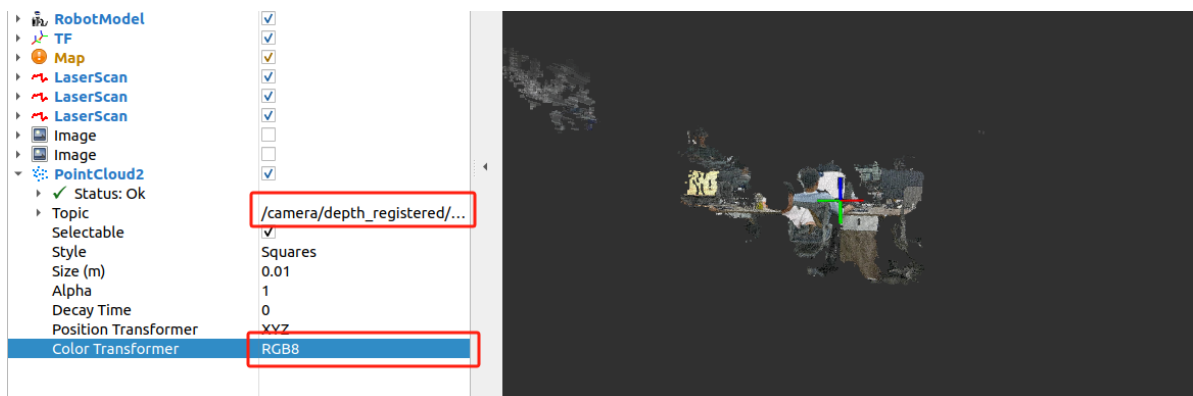 RobotModel
TF
Map
LaserScan
LaserScan
LaserScan
Image
Image
PointCloud2
Status: Ok
Topic /camera/depth_registered/...
Selectable
Style Squares
Size (m) 0.01
Alpha 1
Decay Time 0
Position Transformer XYZ
Color Transformer RGB8